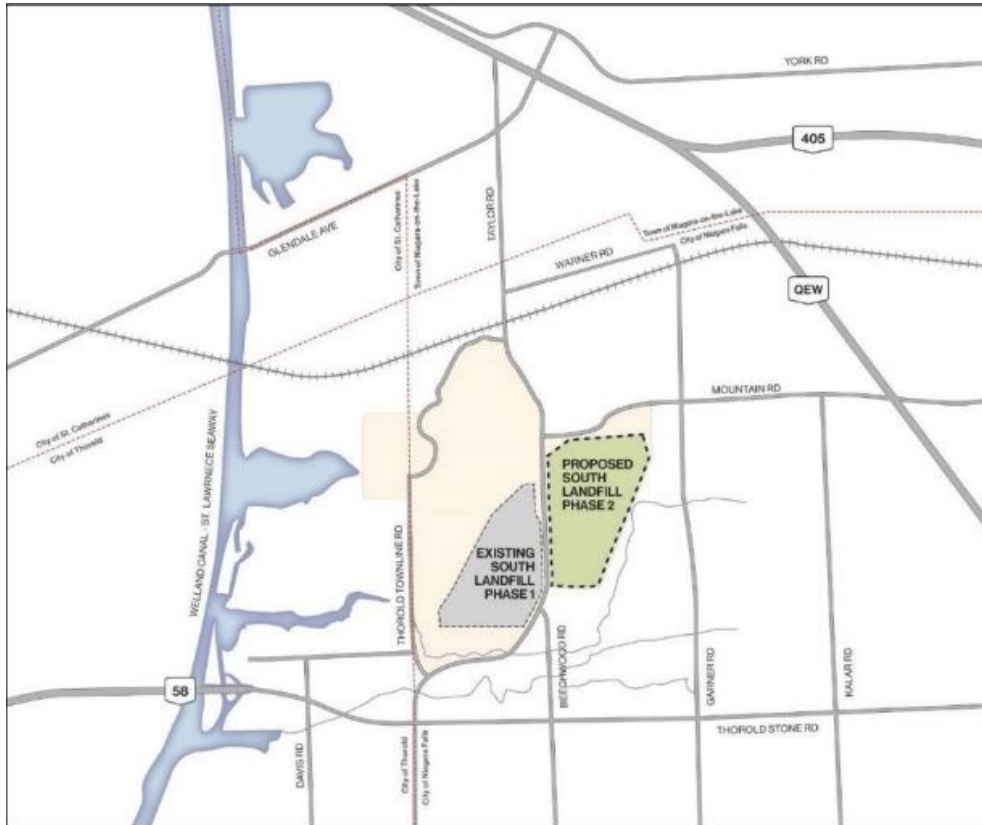 YORK RD
405
TAYLOR RD
City of St. Catharines
Town of Niagara-on-the-Lake
Town of Niagara-on-the-Lake
City of Niagara Falls
GLENDALE AVE
WARNER RD
QEW
MOUNTAIN RD
City of St. Catharines
City of Thorold
WELLAND CANAL - ST. LAWRNECE SEAWAY
PROPOSED
SOUTH
LANDFILL
PHASE 2
THOROLD TOWNLINE RD
EXISTING
SOUTH
LANDFILL
PHASE 1
BEECHWOOD RD
GARNER RD
KALAR RD
58
THOROLD STONE RD
DAVIS RD
City of Thorold
City of Niagara Falls